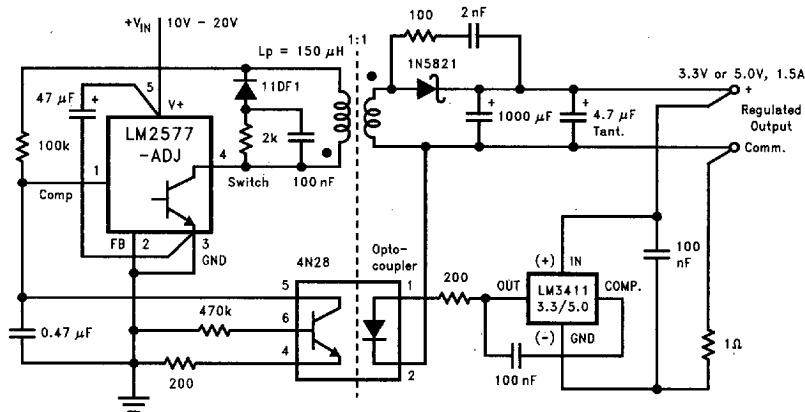 +VIN 10V - 20V
Lp = 150 µH
1:1
100
2 nF
1N5821
3.3V or 5.0V, 1.5A
+
Regulated
Output
Comm.
47 µF
+
5
V+
LM2577
-ADJ
11DF1
2k
100 nF
+
1000 µF
+
4.7 µF
Tant.
100k
1
Comp
4
Switch
FB
2
3
GND
Opto-
coupler
4N28
5
6
4
1
2
470k
200
0.47 µF
200
OUT
(+)
IN
LM3411
3.3/5.0
COMP.
(-)
GND
100 nF
100
nF
1Ω